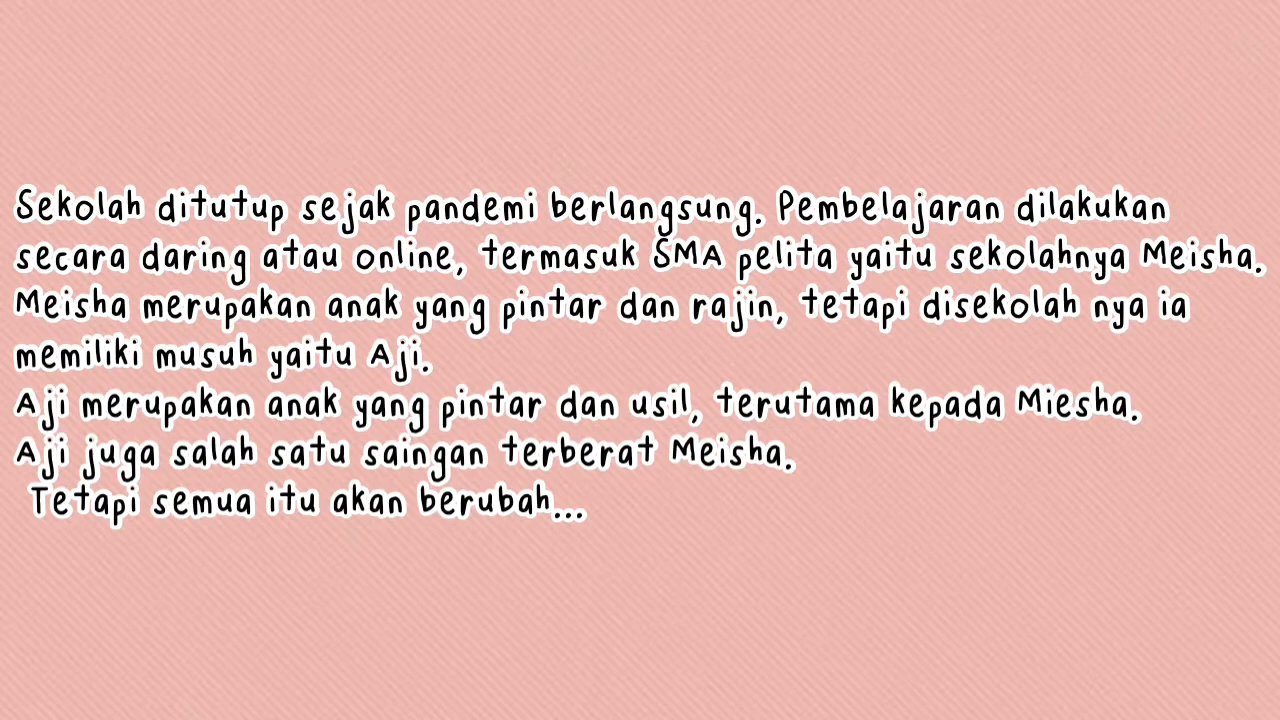 Sekolah ditutup sejak pandemi berlangsung. Pembelajaran dilakukan
secara daring atau online, termasuk SMA pelita yaitu sekolahnya Meisha.
Meisha merupakan anak yang pintar dan rajin, tetapi disekolah nya ia
memiliki musuh yaitu Aji.
Aji merupakan anak yang pintar dan usil, terutama kepada Miesha.
Aji juga salah satu saingan terberat Meisha.
Tetapi semua itu akan berubah...